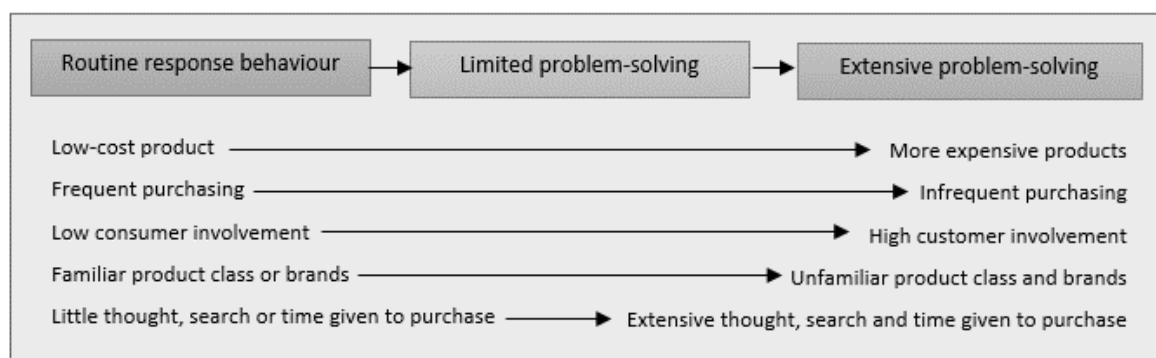 Routine response behaviour Limited problem-solving Extensive problem-solving
Low-cost product More expensive products
Frequent purchasing Infrequent purchasing
Low consumer involvement High customer involvement
Familiar product class or brands Unfamiliar product class and brands
Little thought, search or time given to purchase Extensive thought, search and time given to purchase